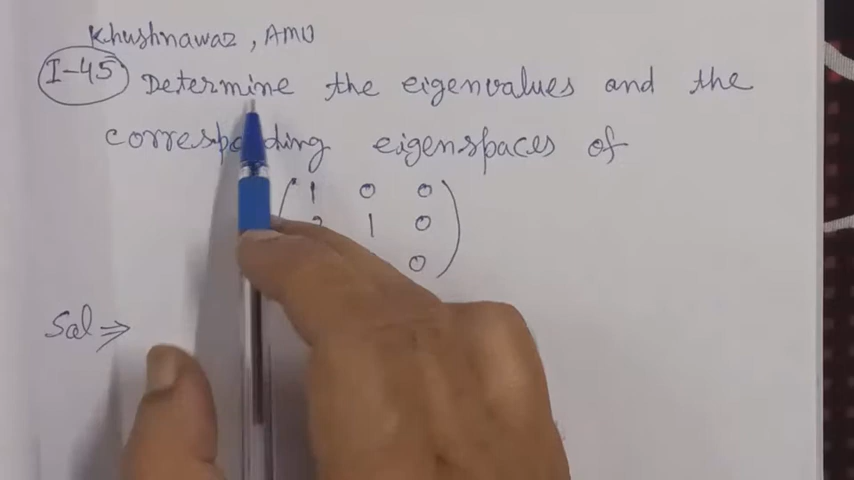 Khushnawaz, AMU
I-45 Determine the eigenvalues and the
corresponding eigenspaces of
1 0 0
1 0
0
Sol ⇒